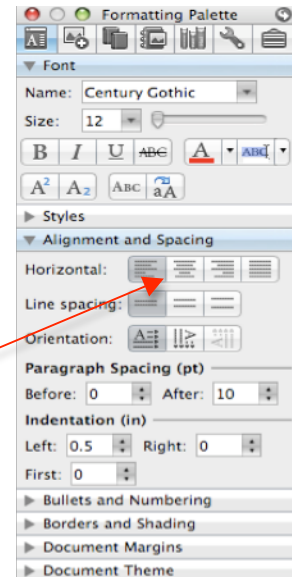 Formatting Palette
Font
Name: Century Gothic
Size: 12
B I U ABC A ABC
A² A₂ ABC aA
Styles
Alignment and Spacing
Horizontal:
Line spacing:
Orientation: A
Paragraph Spacing (pt)
Before: 0 After: 10
Indentation (in)
Left: 0.5 Right: 0
First: 0
Bullets and Numbering
Borders and Shading
Document Margins
Document Theme